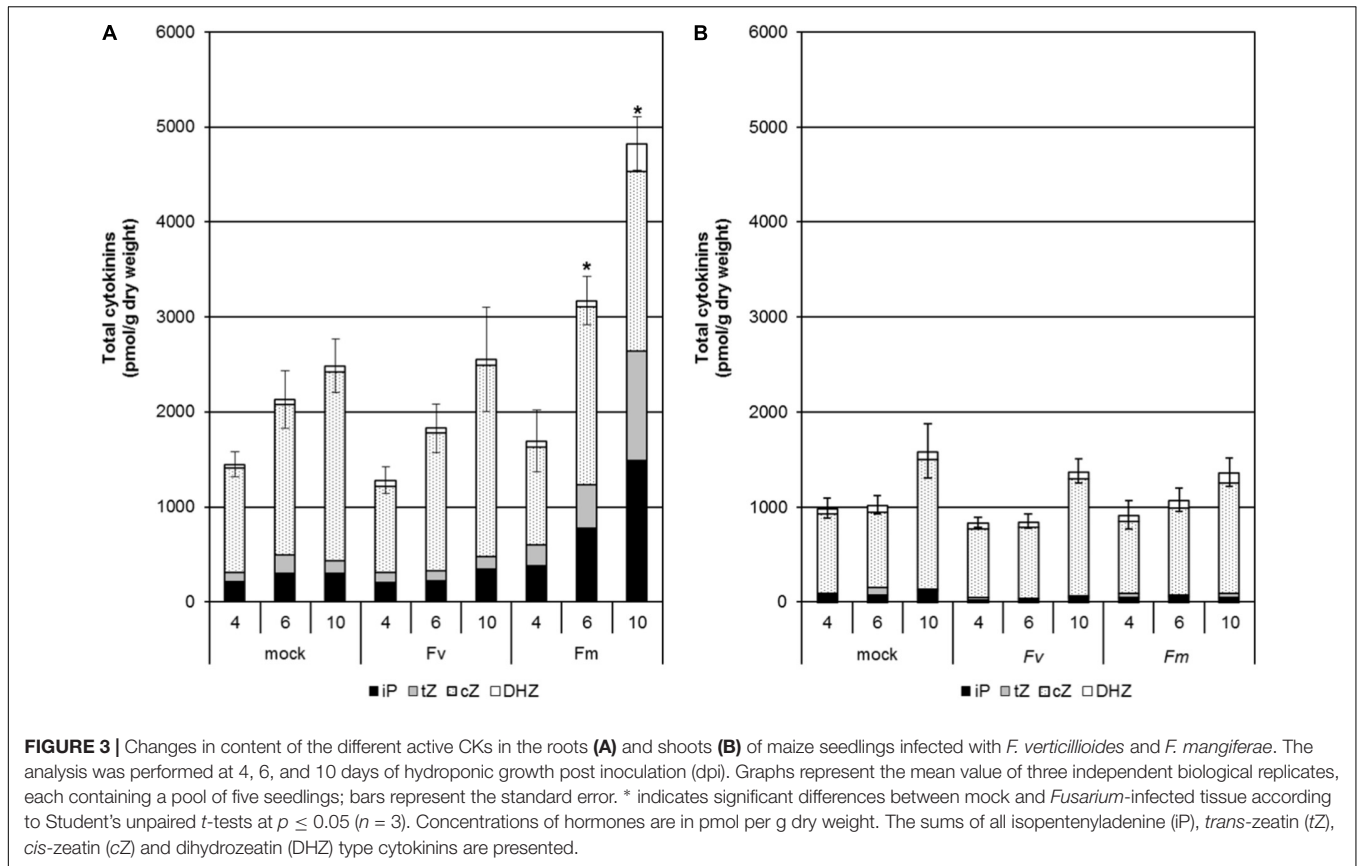 A
B
6000
5000
4000
3000
2000
1000
0
Total cytokinins
(pmol/g dry weight)
*
*
4 6 10 4 6 10 4 6 10
mock Fv Fm
iP tZ cZ DHZ
6000
5000
4000
3000
2000
1000
0
Total cytokinins
(pmol/g dry weight)
4 6 10 4 6 10 4 6 10
mock Fv Fm
iP tZ cZ DHZ
FIGURE 3 | Changes in content of the different active CKs in the roots (A) and shoots (B) of maize seedlings infected with F. verticillioides and F. mangiferae. The
analysis was performed at 4, 6, and 10 days of hydroponic growth post inoculation (dpi). Graphs represent the mean value of three independent biological replicates,
each containing a pool of five seedlings; bars represent the standard error. * indicates significant differences between mock and Fusarium-infected tissue according
to Student's unpaired t-tests at p ≤ 0.05 (n = 3). Concentrations of hormones are in pmol per g dry weight. The sums of all isopentenyladenine (iP), trans-zeatin (tZ),
cis-zeatin (cZ) and dihydrozeatin (DHZ) type cytokinins are presented.